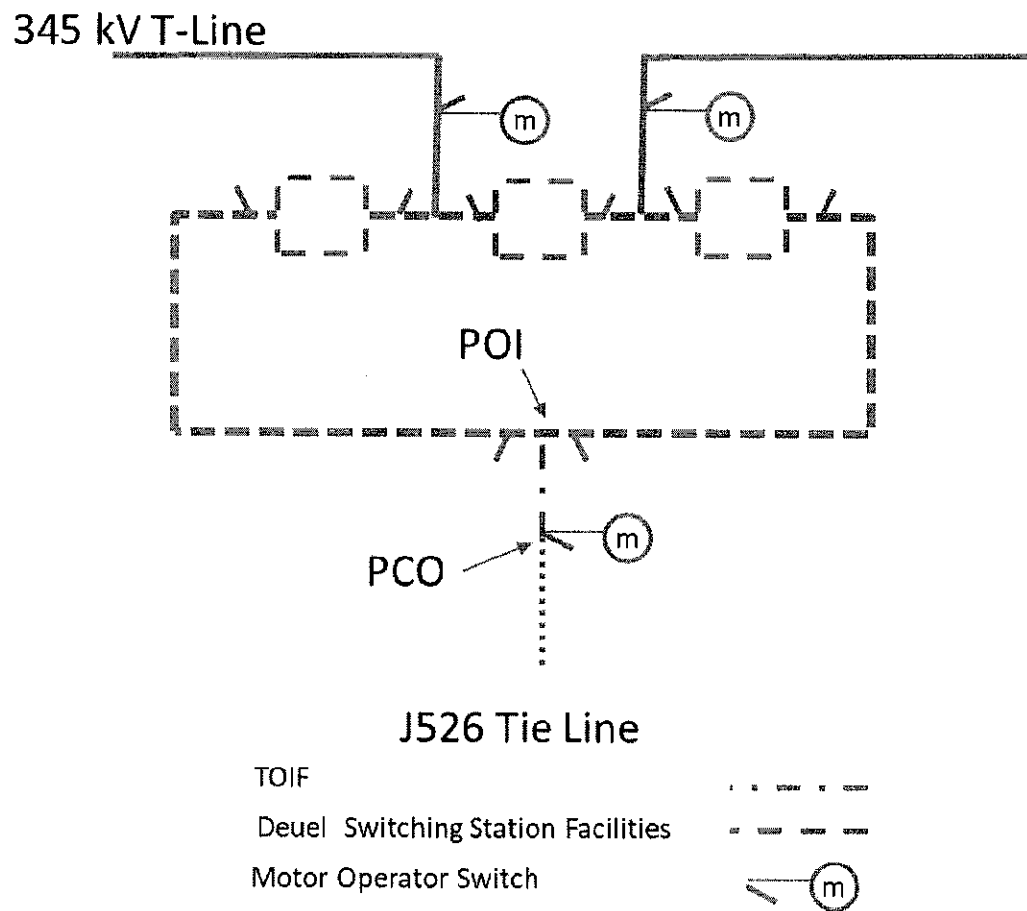 345 kV T-Line
m
m
POI
m
PCO
J526 Tie Line
TOIF
Deuel Switching Station Facilities
Motor Operator Switch
m